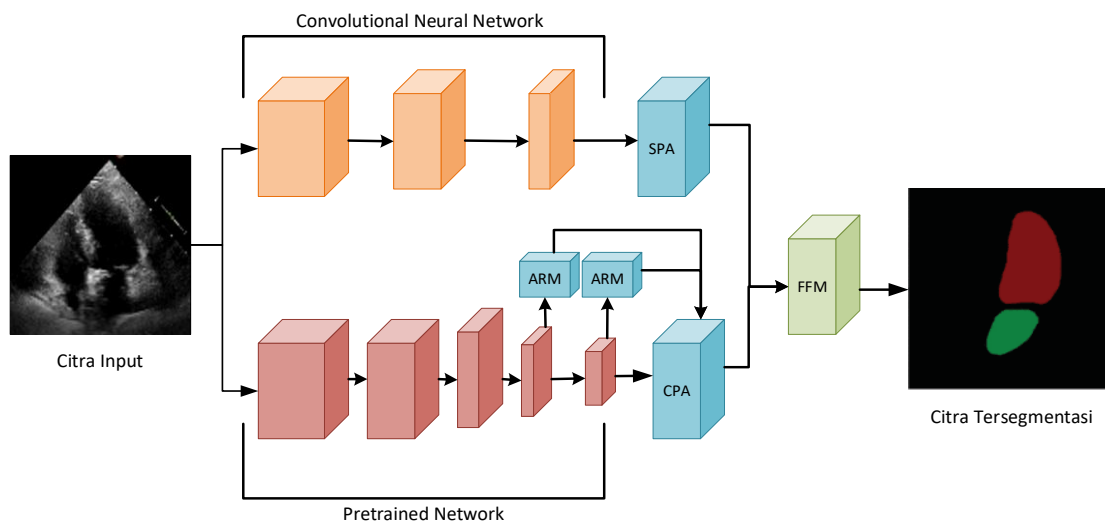 Convolutional Neural Network
SPA
ARM
ARM
FFM
Citra Input
CPA
Citra Tersegmentasi
Pretrained Network